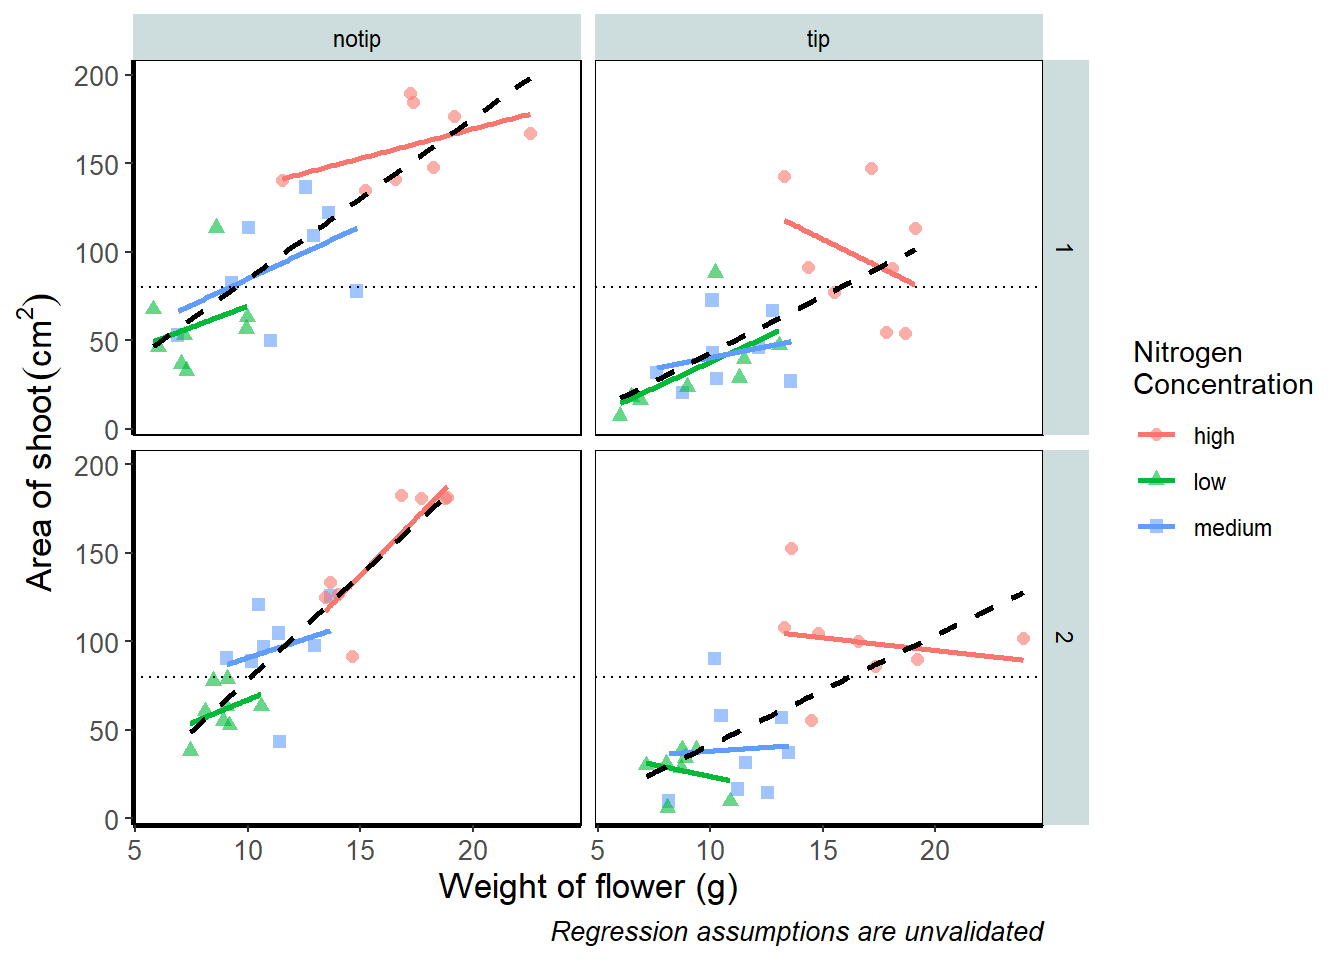 notip
tip
200
150
100
50
0
1
200
150
100
50
0
2
5
10
15
20
5
10
15
20
Area of shoot(cm²)
Weight of flower (g)
Regression assumptions are unvalidated
Nitrogen
Concentration
high
low
medium